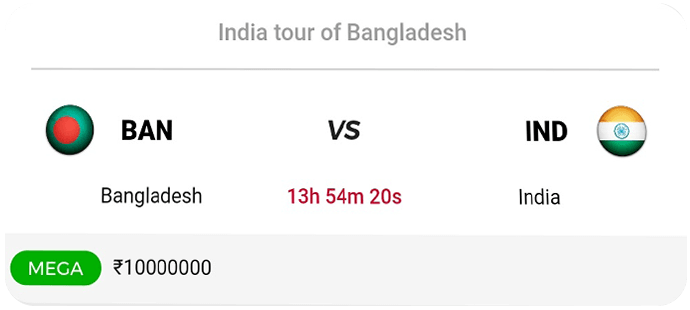 India tour of Bangladesh
BAN VS IND
Bangladesh 13h 54m 20s India
MEGA ₹10000000